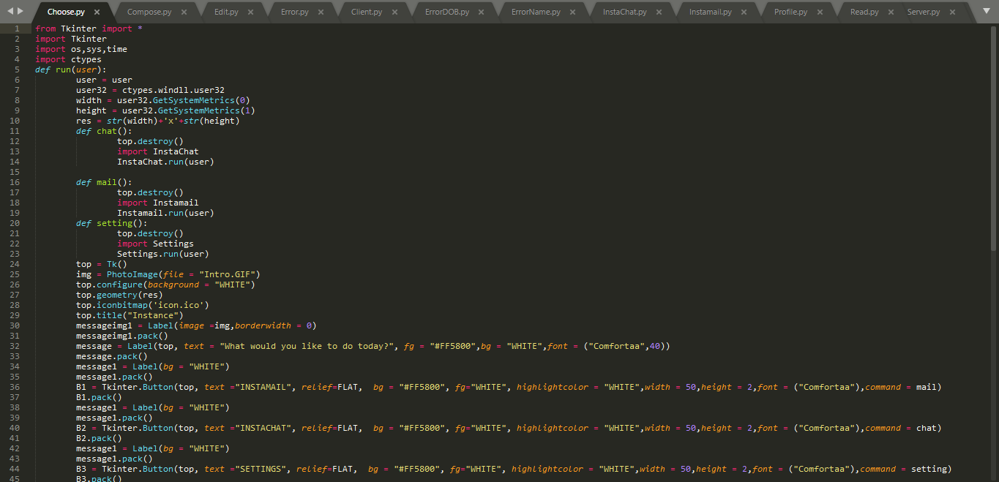 Choose.py × Compose.py × Edit.py × Error.py × Client.py × ErrorDOB.py × ErrorName.py × InstaChat.py × Instamail.py × Profile.py × Read.py × Server.py ×
1 from Tkinter import *
2 import Tkinter
3 import os,sys,time
4 import ctypes
5 def run(user):
6 user = user
7 user32 = ctypes.windll.user32
8 width = user32.GetSystemMetrics(0)
9 height = user32.GetSystemMetrics(1)
10 res = str(width)+'x'+str(height)
11 def chat():
12 top.destroy()
13 import InstaChat
14 InstaChat.run(user)
15
16 def mail():
17 top.destroy()
18 import Instamail
19 Instamail.run(user)
20 def setting():
21 top.destroy()
22 import Settings
23 Settings.run(user)
24 top = Tk()
25 img = PhotoImage(file = "Intro.GIF")
26 top.configure(background = "WHITE")
27 top.geometry(res)
28 top.iconbitmap('icon.ico')
29 top.title("Instance")
30 messageimg1 = Label(image =img,borderwidth = 0)
31 messageimg1.pack()
32 message = Label(top, text = "What would you like to do today?", fg = "#FF5800",bg = "WHITE",font = ("Comfortaa",40))
33 message.pack()
34 message1 = Label(bg = "WHITE")
35 message1.pack()
36 B1 = Tkinter.Button(top, text ="INSTAMAIL", relief=FLAT,  bg = "#FF5800", fg="WHITE", highlightcolor = "WHITE",width = 50,height = 2,font = ("Comfortaa"),command = mail)
37 B1.pack()
38 message1 = Label(bg = "WHITE")
39 message1.pack()
40 B2 = Tkinter.Button(top, text ="INSTACHAT", relief=FLAT,  bg = "#FF5800", fg="WHITE", highlightcolor = "WHITE",width = 50,height = 2,font = ("Comfortaa"),command = chat)
41 B2.pack()
42 message1 = Label(bg = "WHITE")
43 message1.pack()
44 B3 = Tkinter.Button(top, text ="SETTINGS", relief=FLAT,  bg = "#FF5800", fg="WHITE", highlightcolor = "WHITE",width = 50,height = 2,font = ("Comfortaa"),command = setting)
45 B3.pack()